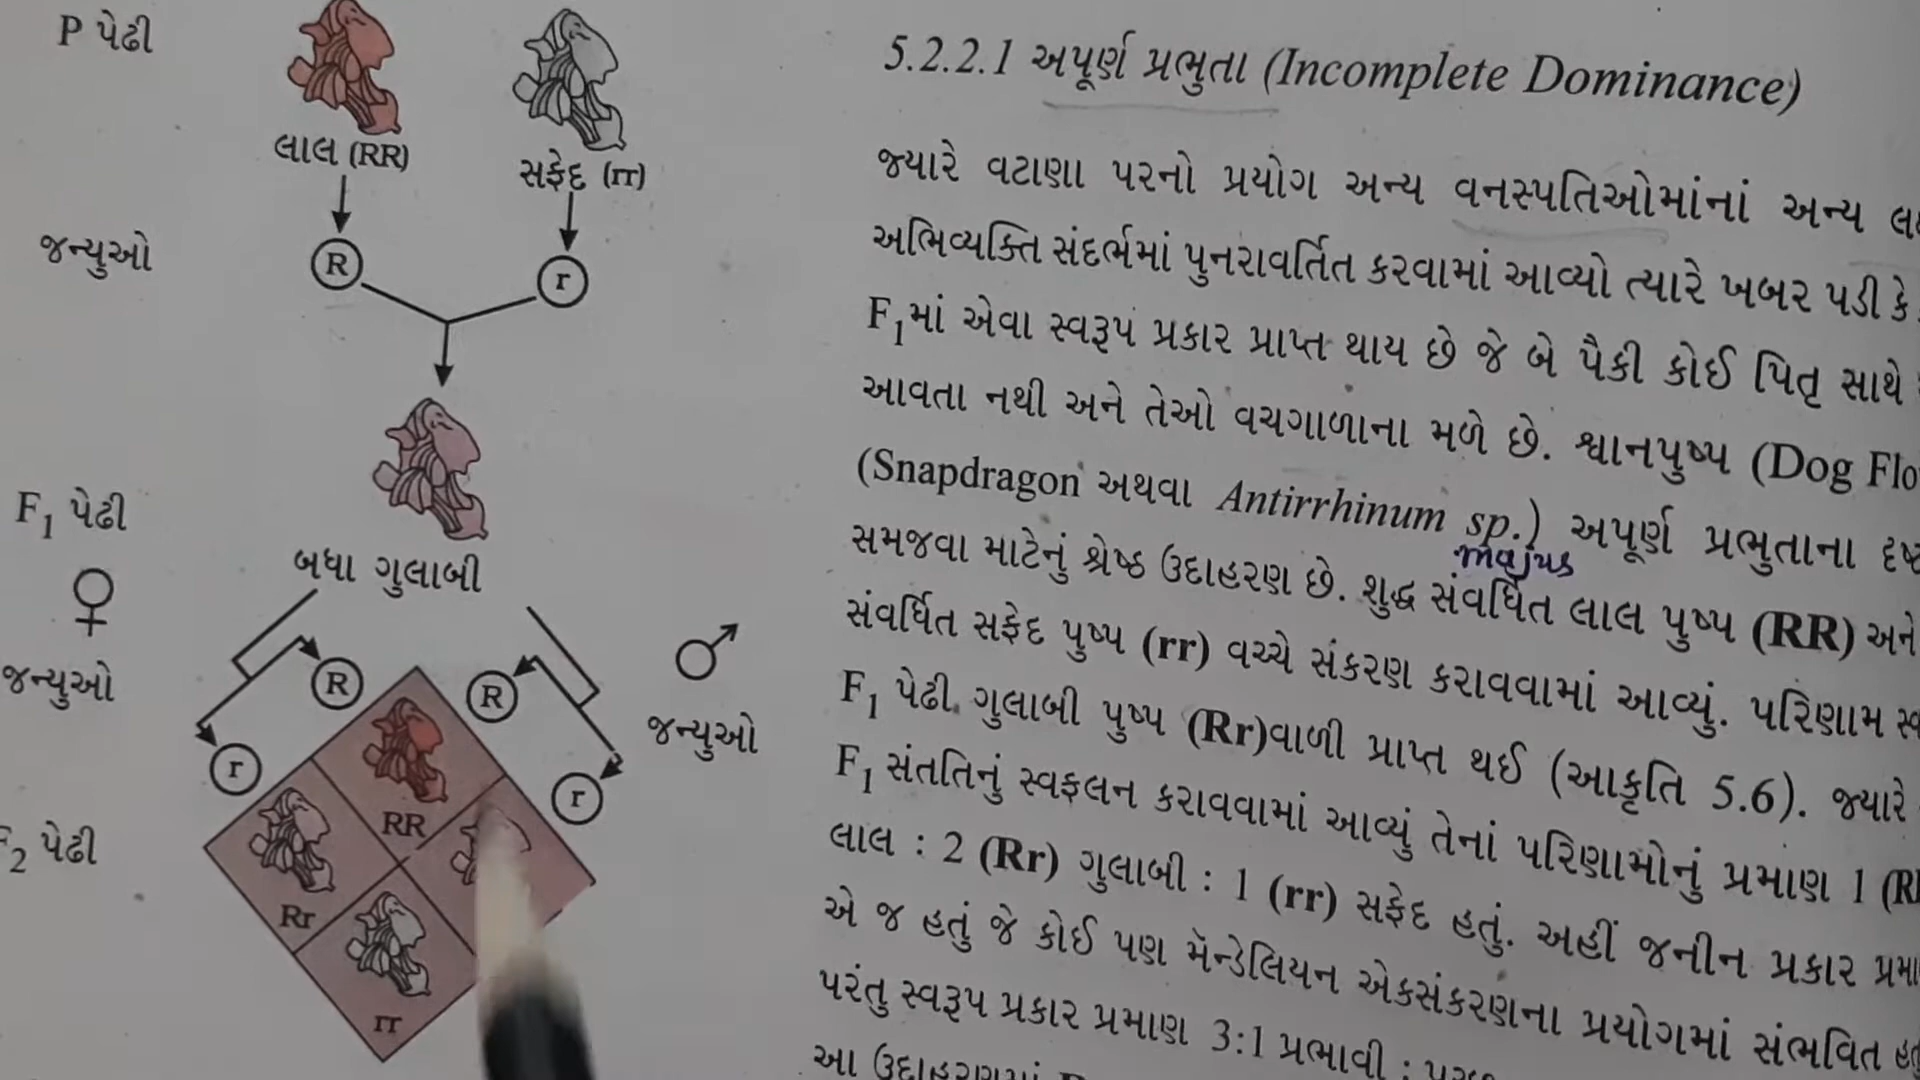 P પેઢી
લાલ (RR)
સફેદ (rr)
જન્યુઓ
R
r
F₁ પેઢી
બધા ગુલાબી
♀
♂
જન્યુઓ
જન્યુઓ
R
R
r
r
F₂ પેઢી
RR
Rr
rr
5.2.2.1 અપૂર્ણ પ્રભુતા (Incomplete Dominance)
જ્યારે વટાણા પરનો પ્રયોગ અન્ય વનસ્પતિઓમાંનાં અન્ય
અભિવ્યક્તિ સંદર્ભમાં પુનરાવર્તિત કરવામાં આવ્યો ત્યારે ખબર પડી કે
F₁માં એવા સ્વરૂપ પ્રકાર પ્રાપ્ત થાય છે જે બે પૈકી કોઈ પિતૃ સાથે
આવતા નથી અને તેઓ વચગાળાના મળે છે. શ્વાનપુષ્પ (Dog Flo
(Snapdragon અથવા Antirrhinum sp.) અપૂર્ણ પ્રભુતાના
majus
સમજવા માટેનું શ્રેષ્ઠ ઉદાહરણ છે. શુદ્ધ સંવર્ધિત લાલ પુષ્પ (RR) અને
સંવર્ધિત સફેદ પુષ્પ (rr) વચ્ચે સંકરણ કરાવવામાં આવ્યું. પરિણામ
F₁ પેઢી ગુલાબી પુષ્પ (Rr)વાળી પ્રાપ્ત થઈ (આકૃતિ 5.6). જ્યારે
F₁ સંતતિનું સ્વફલન કરાવવામાં આવ્યું તેનાં પરિણામોનું પ્રમાણ 1
લાલ : 2 (Rr) ગુલાબી : 1 (rr) સફેદ હતું. અહીં જનીન પ્રકાર
એ જ હતું જે કોઈ પણ મૅન્ડેલિયન એકસંકરણના પ્રયોગમાં સંભવિત
પરંતુ સ્વરૂપ પ્રકાર પ્રમાણ 3:1 પ્રભાવી :
આ ઉદાહરણમાં